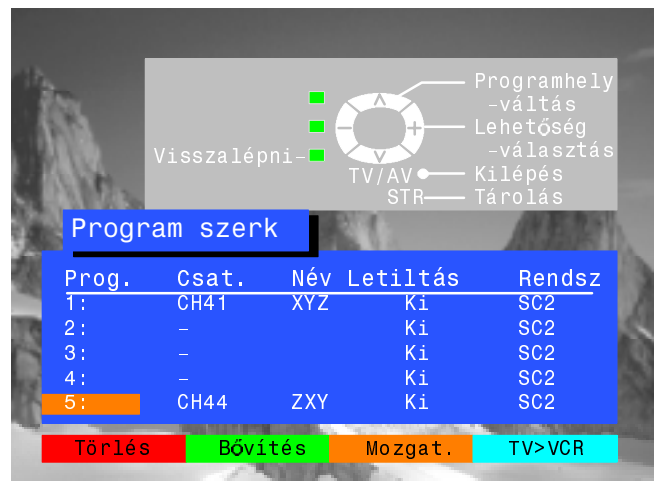 Programhely
-váltás
Lehetőség
-választás
Visszalépni-
TV/AV Kilépés
STR Tárolás
Program szerk
Prog. Csat. Név Letiltás Rendsz
1: CH41 XYZ Ki SC2
2: - Ki SC2
3: - Ki SC2
4: - Ki SC2
5: CH44 ZXY Ki SC2
Törlés Bővítés Mozgat. TV>VCR